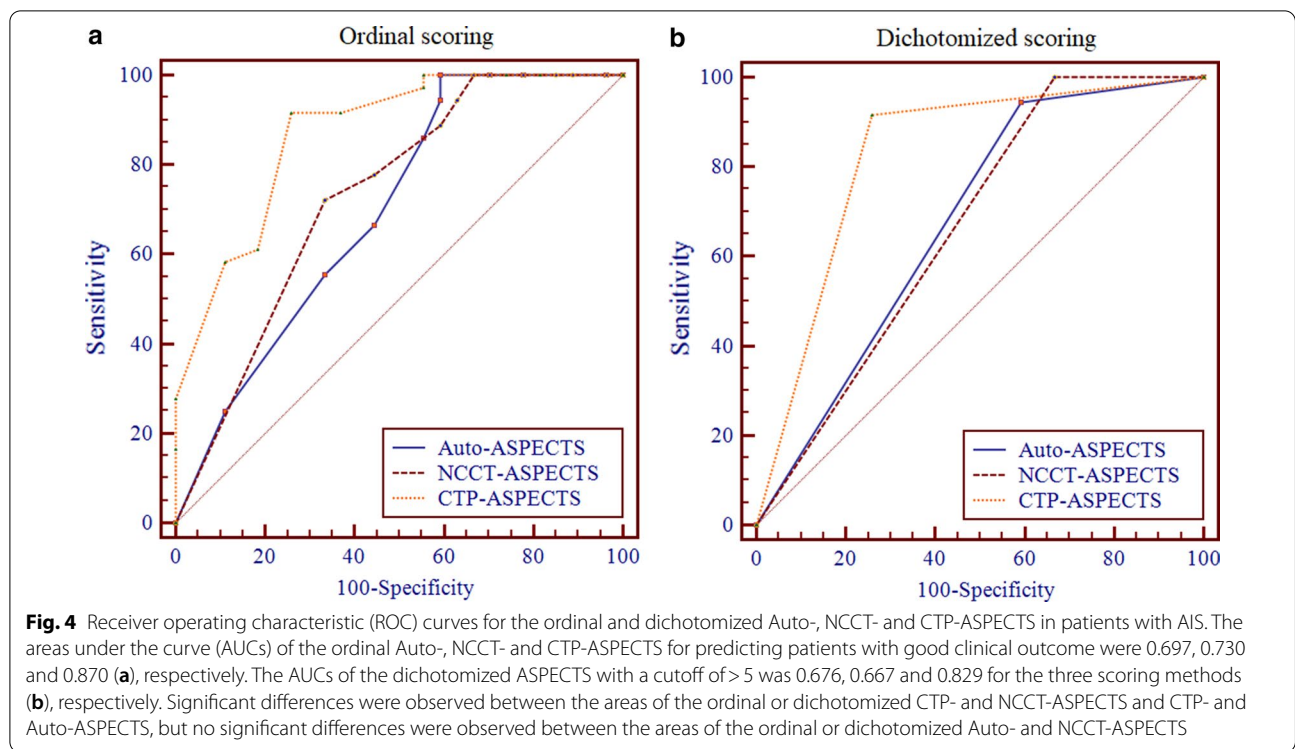 a
Ordinal scoring
100
80
60
40
20
0
Sensitivity
Auto-ASPECTS
NCCT-ASPECTS
CTP-ASPECTS
0 20 40 60 80 100
100-Specificity
b
Dichotomized scoring
100
80
60
40
20
0
Sensitivity
Auto-ASPECTS
NCCT-ASPECTS
CTP-ASPECTS
0 20 40 60 80 100
100-Specificity
Fig. 4 Receiver operating characteristic (ROC) curves for the ordinal and dichotomized Auto-, NCCT- and CTP-ASPECTS in patients with AIS. The
areas under the curve (AUCs) of the ordinal Auto-, NCCT- and CTP-ASPECTS for predicting patients with good clinical outcome were 0.697, 0.730
and 0.870 (a), respectively. The AUCs of the dichotomized ASPECTS with a cutoff of > 5 was 0.676, 0.667 and 0.829 for the three scoring methods
(b), respectively. Significant differences were observed between the areas of the ordinal or dichotomized CTP- and NCCT-ASPECTS and CTP- and
Auto-ASPECTS, but no significant differences were observed between the areas of the ordinal or dichotomized Auto- and NCCT-ASPECTS